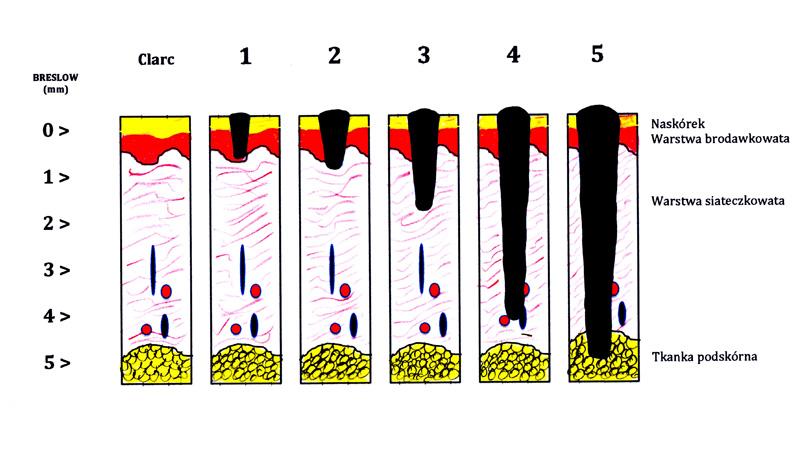 Clarc 1 2 3 4 5
BRESLOW
(mm)
0 >
Naskórek
Warstwa brodawkowata
1 >
Warstwa siateczkowata
2 >
3 >
4 >
Tkanka podskórna
5 >